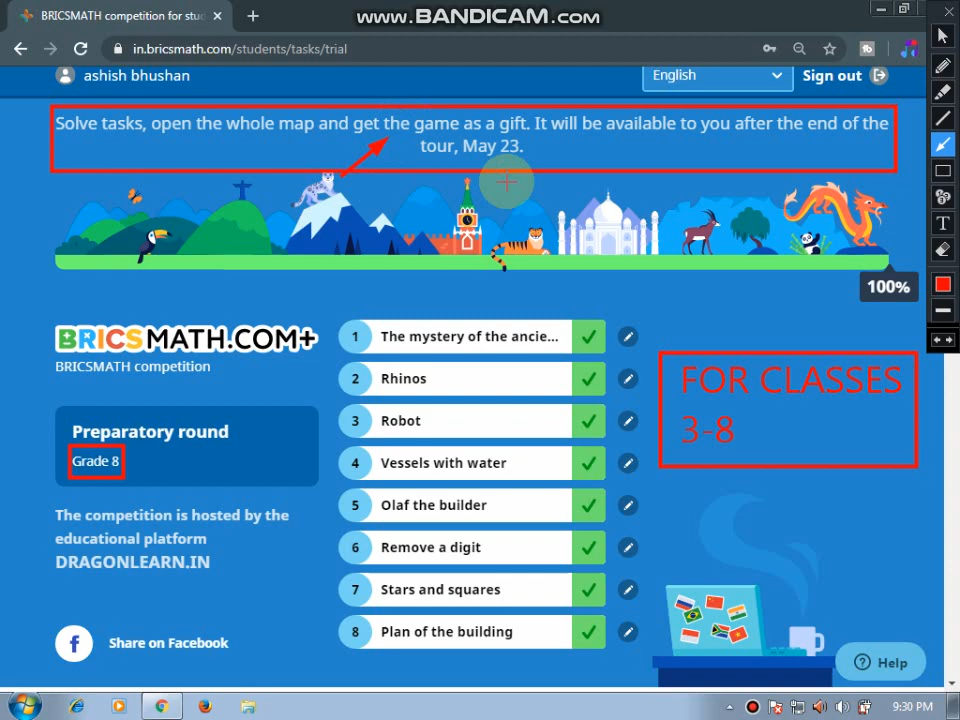 BRICSMATH competition for stud
www.BANDICAM.com
in.bricsmath.com/students/tasks/trial
ashish bhushan
English
Sign out
Solve tasks, open the whole map and get the game as a gift. It will be available to you after the end of the
tour, May 23.
100%
BRICSMATH.COM+
BRICSMATH competition
Preparatory round
Grade 8
The competition is hosted by the
educational platform
DRAGONLEARN.IN
Share on Facebook
1 The mystery of the ancie...
2 Rhinos
3 Robot
4 Vessels with water
5 Olaf the builder
6 Remove a digit
7 Stars and squares
8 Plan of the building
FOR CLASSES
3-8
Help
9:30 PM